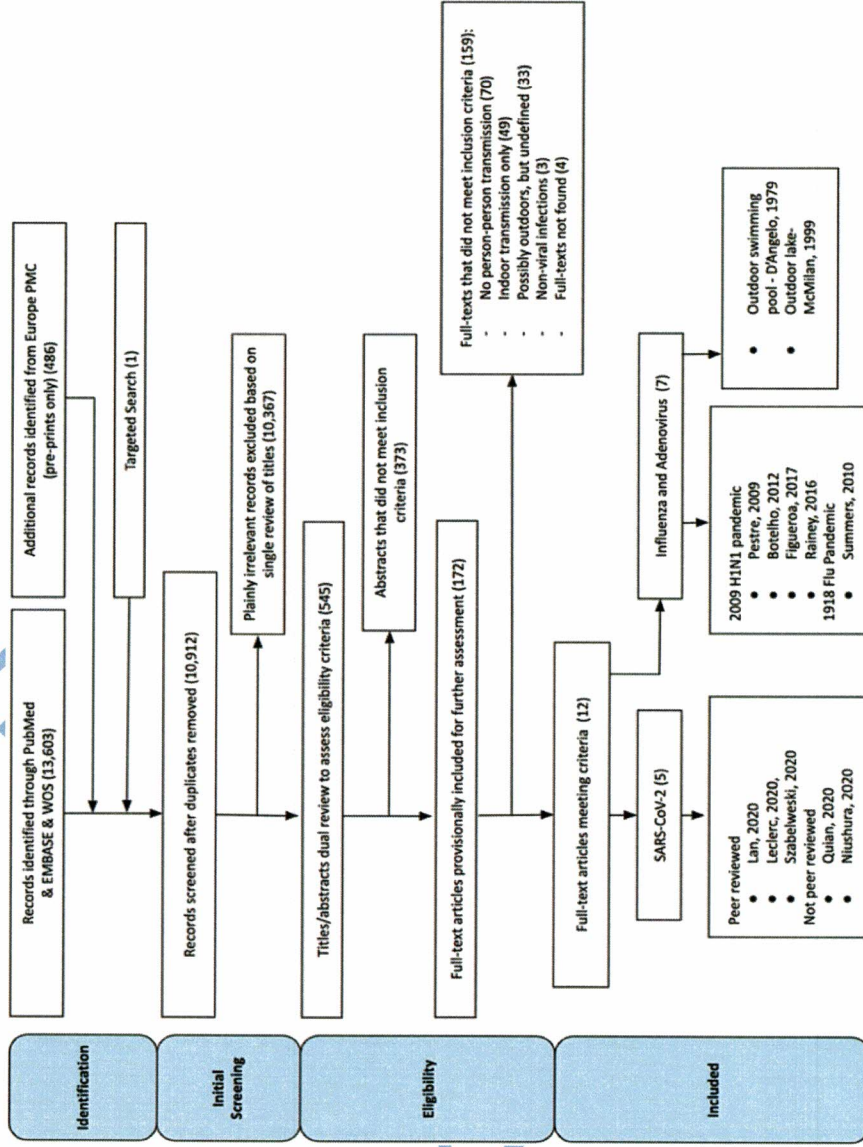 Identification
Records identified through PubMed
& EMBASE & WOS (13,603)
Additional records identified from Europe PMC
(pre-prints only) (486)
Targeted Search (1)
Initial
Screening
Records screened after duplicates removed (10,912)
Plainly irrelevant records excluded based on
single review of titles (10,367)
Eligibility
Titles/abstracts dual review to assess eligibility criteria (545)
Abstracts that did not meet inclusion
criteria (373)
Full-text articles provisionally included for further assessment (172)
Full-texts that did not meet inclusion criteria (159):
- No person-person transmission (70)
- Indoor transmission only (49)
- Possibly outdoors, but undefined (33)
- Non-viral infections (3)
- Full-texts not found (4)
Included
Full-text articles meeting criteria (12)
SARS-CoV-2 (5)
Influenza and Adenovirus (7)
Peer reviewed
• Lan, 2020
• Leclerc, 2020,
• Szabelweski, 2020
Not peer reviewed
• Quian, 2020
• Niushura, 2020
2009 H1N1 pandemic
• Pestre, 2009
• Botelho, 2012
• Figueroa, 2017
• Rainey, 2016
1918 Flu Pandemic
• Summers, 2010
• Outdoor swimming
pool - D'Angelo, 1979
• Outdoor lake-
McMilan, 1999